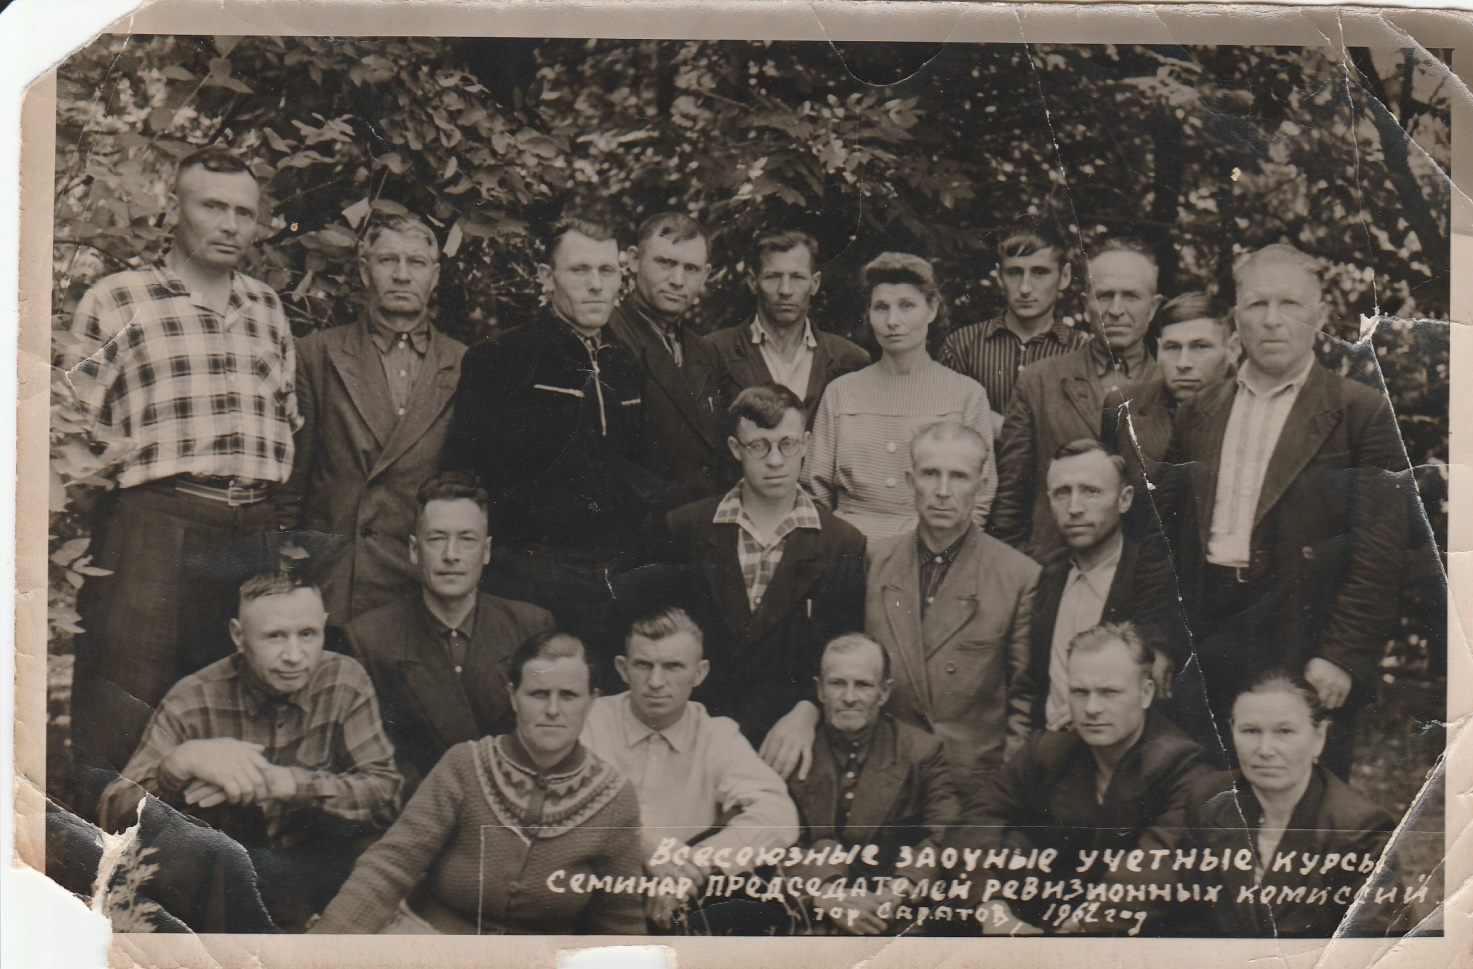 Всесоюзные заочные учетные курсы
Семинар председателей ревизионных комиссий.
гор Саратов, 1962 год